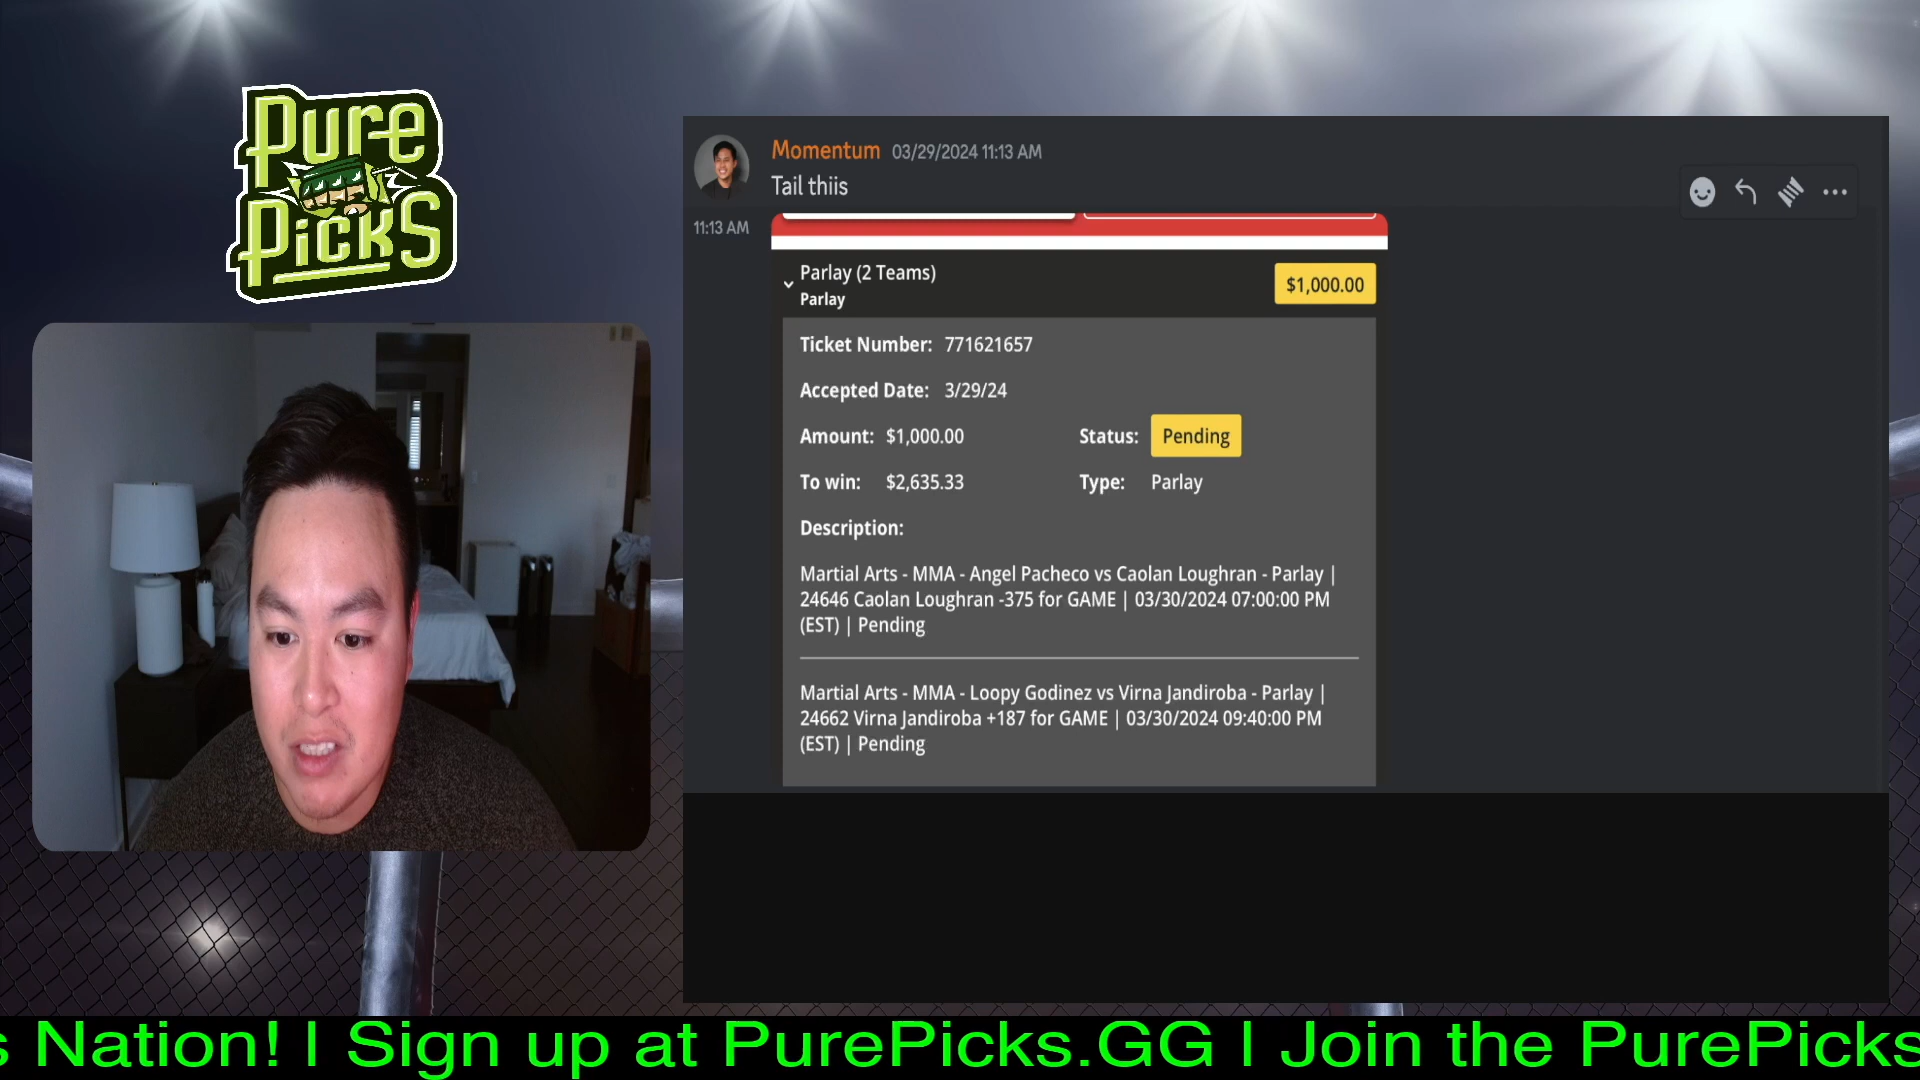 Pure
Picks
Momentum 03/29/2024 11:13 AM
Tail thiis
11:13 AM
Parlay (2 Teams)
Parlay
$1,000.00
Ticket Number: 771621657
Accepted Date: 3/29/24
Amount: $1,000.00 Status: Pending
To win: $2,635.33 Type: Parlay
Description:
Martial Arts - MMA - Angel Pacheco vs Caolan Loughran - Parlay |
24646 Caolan Loughran -375 for GAME | 03/30/2024 07:00:00 PM
(EST) | Pending
Martial Arts - MMA - Loopy Godinez vs Virna Jandiroba - Parlay |
24662 Virna Jandiroba +187 for GAME | 03/30/2024 09:40:00 PM
(EST) | Pending
s Nation! | Sign up at PurePicks.GG | Join the PurePicks